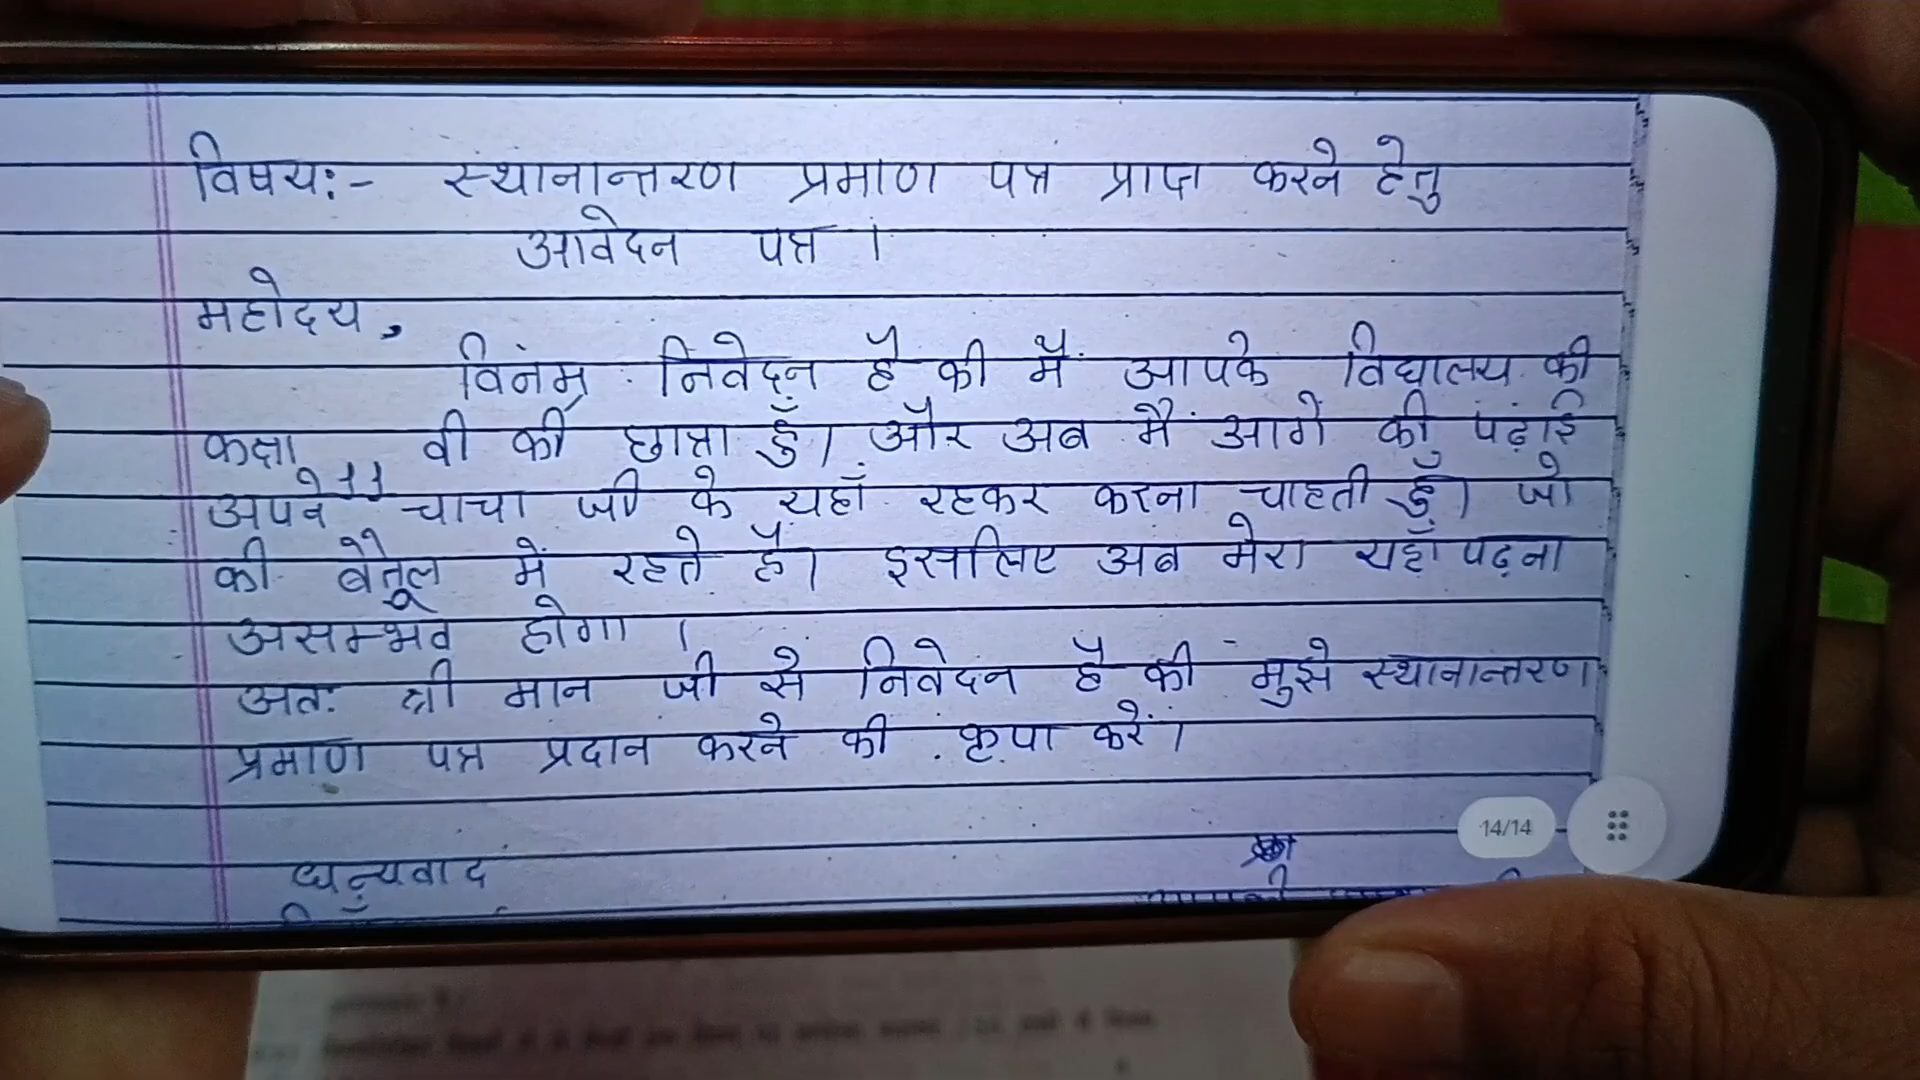 विषय:- स्थानान्तरण प्रमाण पत्र प्राप्त करने हेतु
आवेदन पत्र ।
महोदय,
विनंम्र निवेदन है की मैं आपके विद्यालय की
कक्षा 11 वी की छात्रा हुँ। और अब मैं आगे की पढ़ांई
अपने चाचा जी के यहाँ रहकर करना चाहती हुँ। जो
की बेतूल में रहते हैं। इसलिए अब मेरा यहाँ पढ़ना
असम्भव होगा ।
अतः श्री मान जी से निवेदन है की मुझे स्थानान्तरण
प्रमाण पत्र प्रदान करने की कृपा करें।
14/14
धन्यवाद